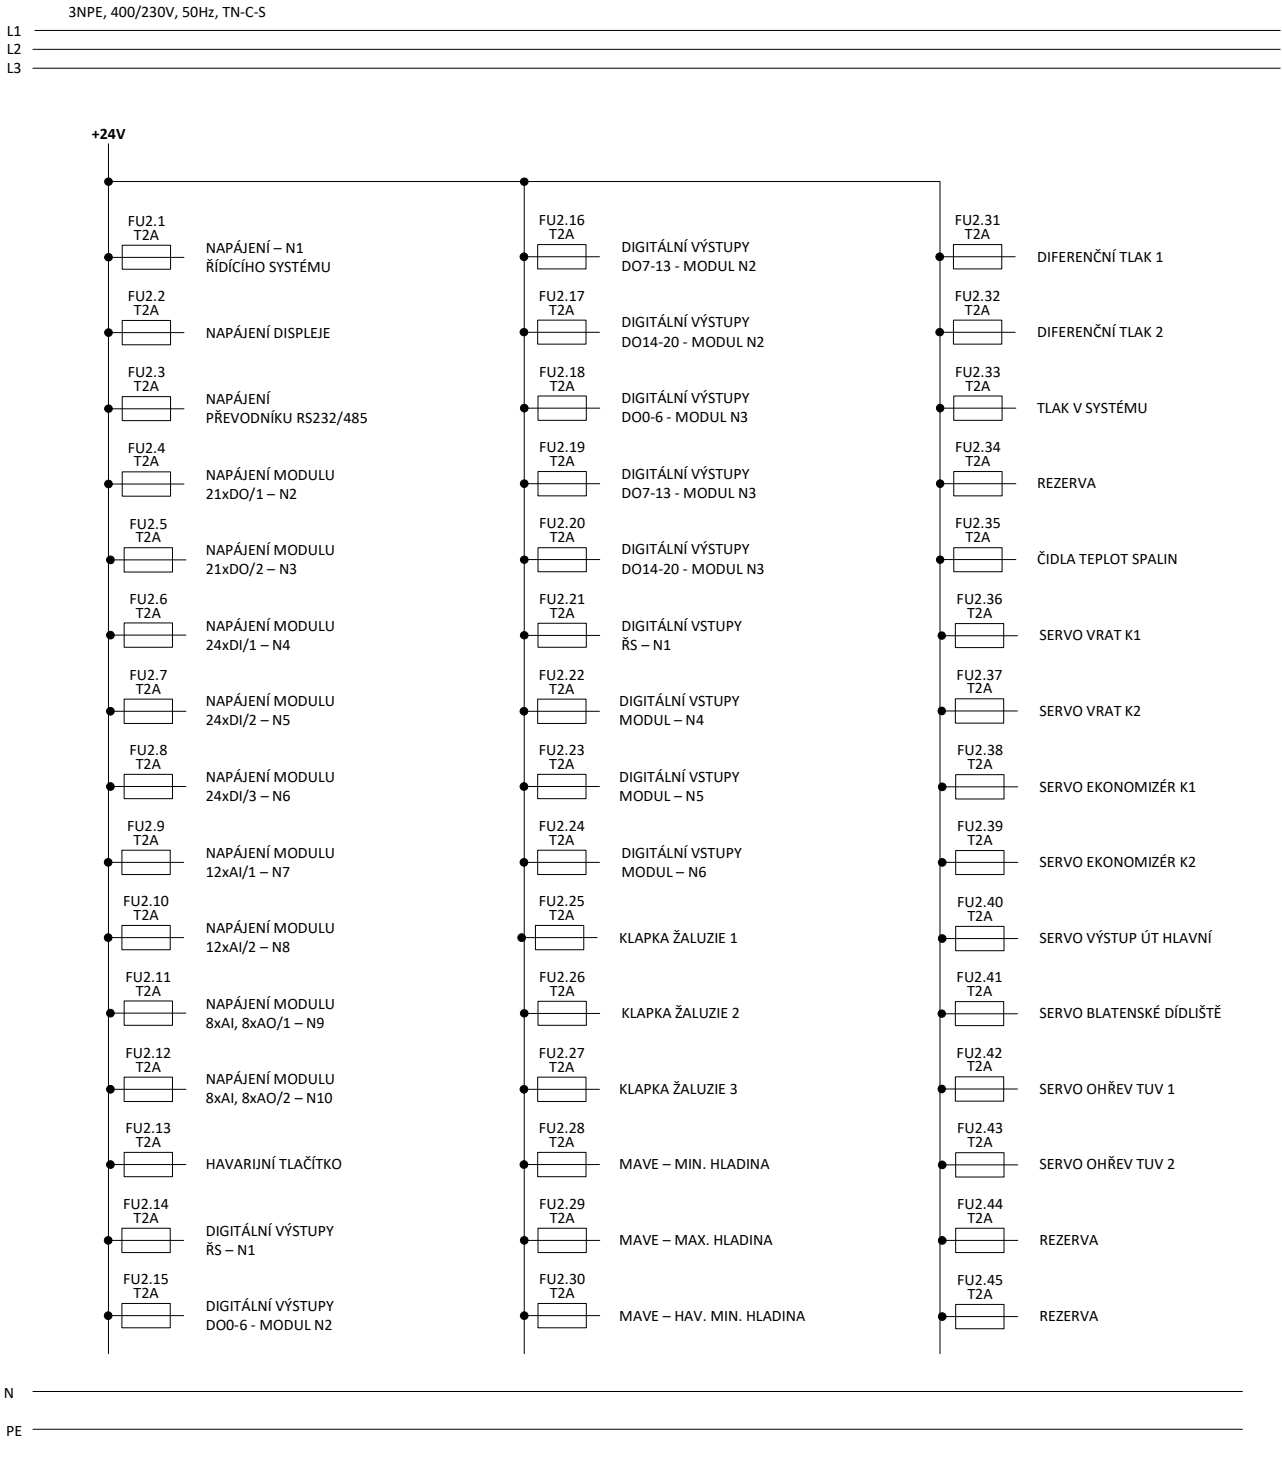 3NPE, 400/230V, 50Hz, TN-C-S
L1
L2
L3
+24V
FU2.1
T2A
NAPÁJENÍ – N1
ŘÍDÍCÍHO SYSTÉMU
FU2.2
T2A
NAPÁJENÍ DISPLEJE
FU2.3
T2A
NAPÁJENÍ
PŘEVODNÍKU RS232/485
FU2.4
T2A
NAPÁJENÍ MODULU
21xDO/1 – N2
FU2.5
T2A
NAPÁJENÍ MODULU
21xDO/2 – N3
FU2.6
T2A
NAPÁJENÍ MODULU
24xDI/1 – N4
FU2.7
T2A
NAPÁJENÍ MODULU
24xDI/2 – N5
FU2.8
T2A
NAPÁJENÍ MODULU
24xDI/3 – N6
FU2.9
T2A
NAPÁJENÍ MODULU
12xAI/1 – N7
FU2.10
T2A
NAPÁJENÍ MODULU
12xAI/2 – N8
FU2.11
T2A
NAPÁJENÍ MODULU
8xAI, 8xAO/1 – N9
FU2.12
T2A
NAPÁJENÍ MODULU
8xAI, 8xAO/2 – N10
FU2.13
T2A
HAVARIJNÍ TLAČÍTKO
FU2.14
T2A
DIGITÁLNÍ VÝSTUPY
ŘS – N1
FU2.15
T2A
DIGITÁLNÍ VÝSTUPY
DO0-6 - MODUL N2
FU2.16
T2A
DIGITÁLNÍ VÝSTUPY
DO7-13 - MODUL N2
FU2.17
T2A
DIGITÁLNÍ VÝSTUPY
DO14-20 - MODUL N2
FU2.18
T2A
DIGITÁLNÍ VÝSTUPY
DO0-6 - MODUL N3
FU2.19
T2A
DIGITÁLNÍ VÝSTUPY
DO7-13 - MODUL N3
FU2.20
T2A
DIGITÁLNÍ VÝSTUPY
DO14-20 - MODUL N3
FU2.21
T2A
DIGITÁLNÍ VSTUPY
ŘS – N1
FU2.22
T2A
DIGITÁLNÍ VSTUPY
MODUL – N4
FU2.23
T2A
DIGITÁLNÍ VSTUPY
MODUL – N5
FU2.24
T2A
DIGITÁLNÍ VSTUPY
MODUL – N6
FU2.25
T2A
KLAPKA ŽALUZIE 1
FU2.26
T2A
KLAPKA ŽALUZIE 2
FU2.27
T2A
KLAPKA ŽALUZIE 3
FU2.28
T2A
MAVE – MIN. HLADINA
FU2.29
T2A
MAVE – MAX. HLADINA
FU2.30
T2A
MAVE – HAV. MIN. HLADINA
FU2.31
T2A
DIFERENČNÍ TLAK 1
FU2.32
T2A
DIFERENČNÍ TLAK 2
FU2.33
T2A
TLAK V SYSTÉMU
FU2.34
T2A
REZERVA
FU2.35
T2A
ČIDLA TEPLOT SPALIN
FU2.36
T2A
SERVO VRAT K1
FU2.37
T2A
SERVO VRAT K2
FU2.38
T2A
SERVO EKONOMIZÉR K1
FU2.39
T2A
SERVO EKONOMIZÉR K2
FU2.40
T2A
SERVO VÝSTUP ÚT HLAVNÍ
FU2.41
T2A
SERVO BLATENSKÉ DÍDLIŠTĚ
FU2.42
T2A
SERVO OHŘEV TUV 1
FU2.43
T2A
SERVO OHŘEV TUV 2
FU2.44
T2A
REZERVA
FU2.45
T2A
REZERVA
N
PE